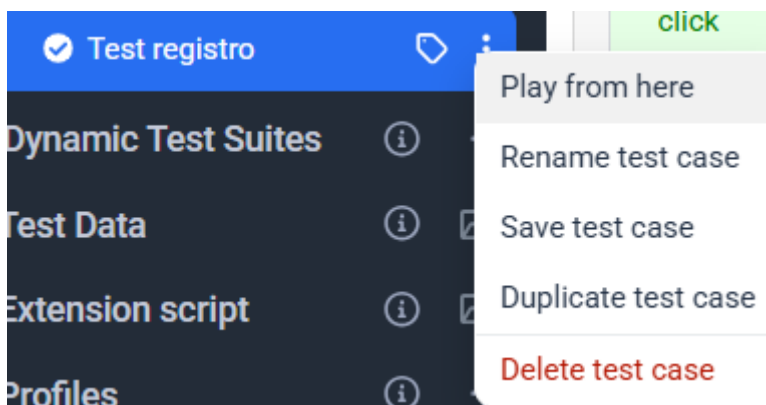 click
Test registro
Play from here
Dynamic Test Suites
Rename test case
Test Data
Save test case
Extension script
Duplicate test case
Profiles
Delete test case